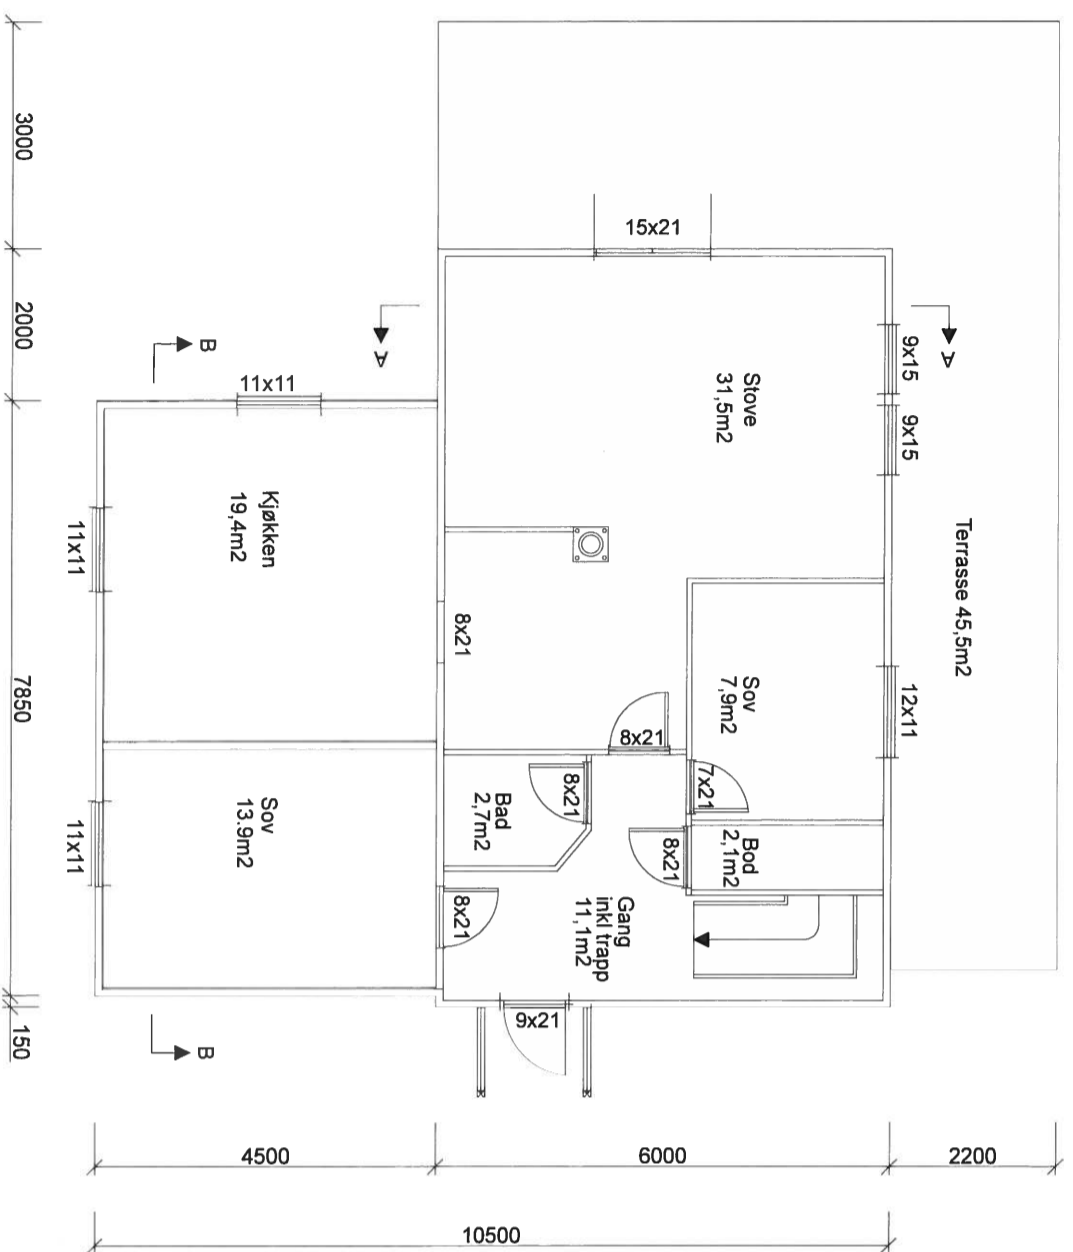 15x21
9x15
9x15
A
A
B
11x11
Stove
31,5m2
Terrasse 45,5m2
Kjøkken
19,4m2
11x11
8x21
Sov
7,9m2
12x11
8x21
7x21
8x21
Bad
2,7m2
8x21
Bod
2,1m2
Sov
13.9m2
11x11
8x21
Gang
inkl trapp
11,1m2
9x21
B
3000
2000
7850
150
4500
6000
2200
10500